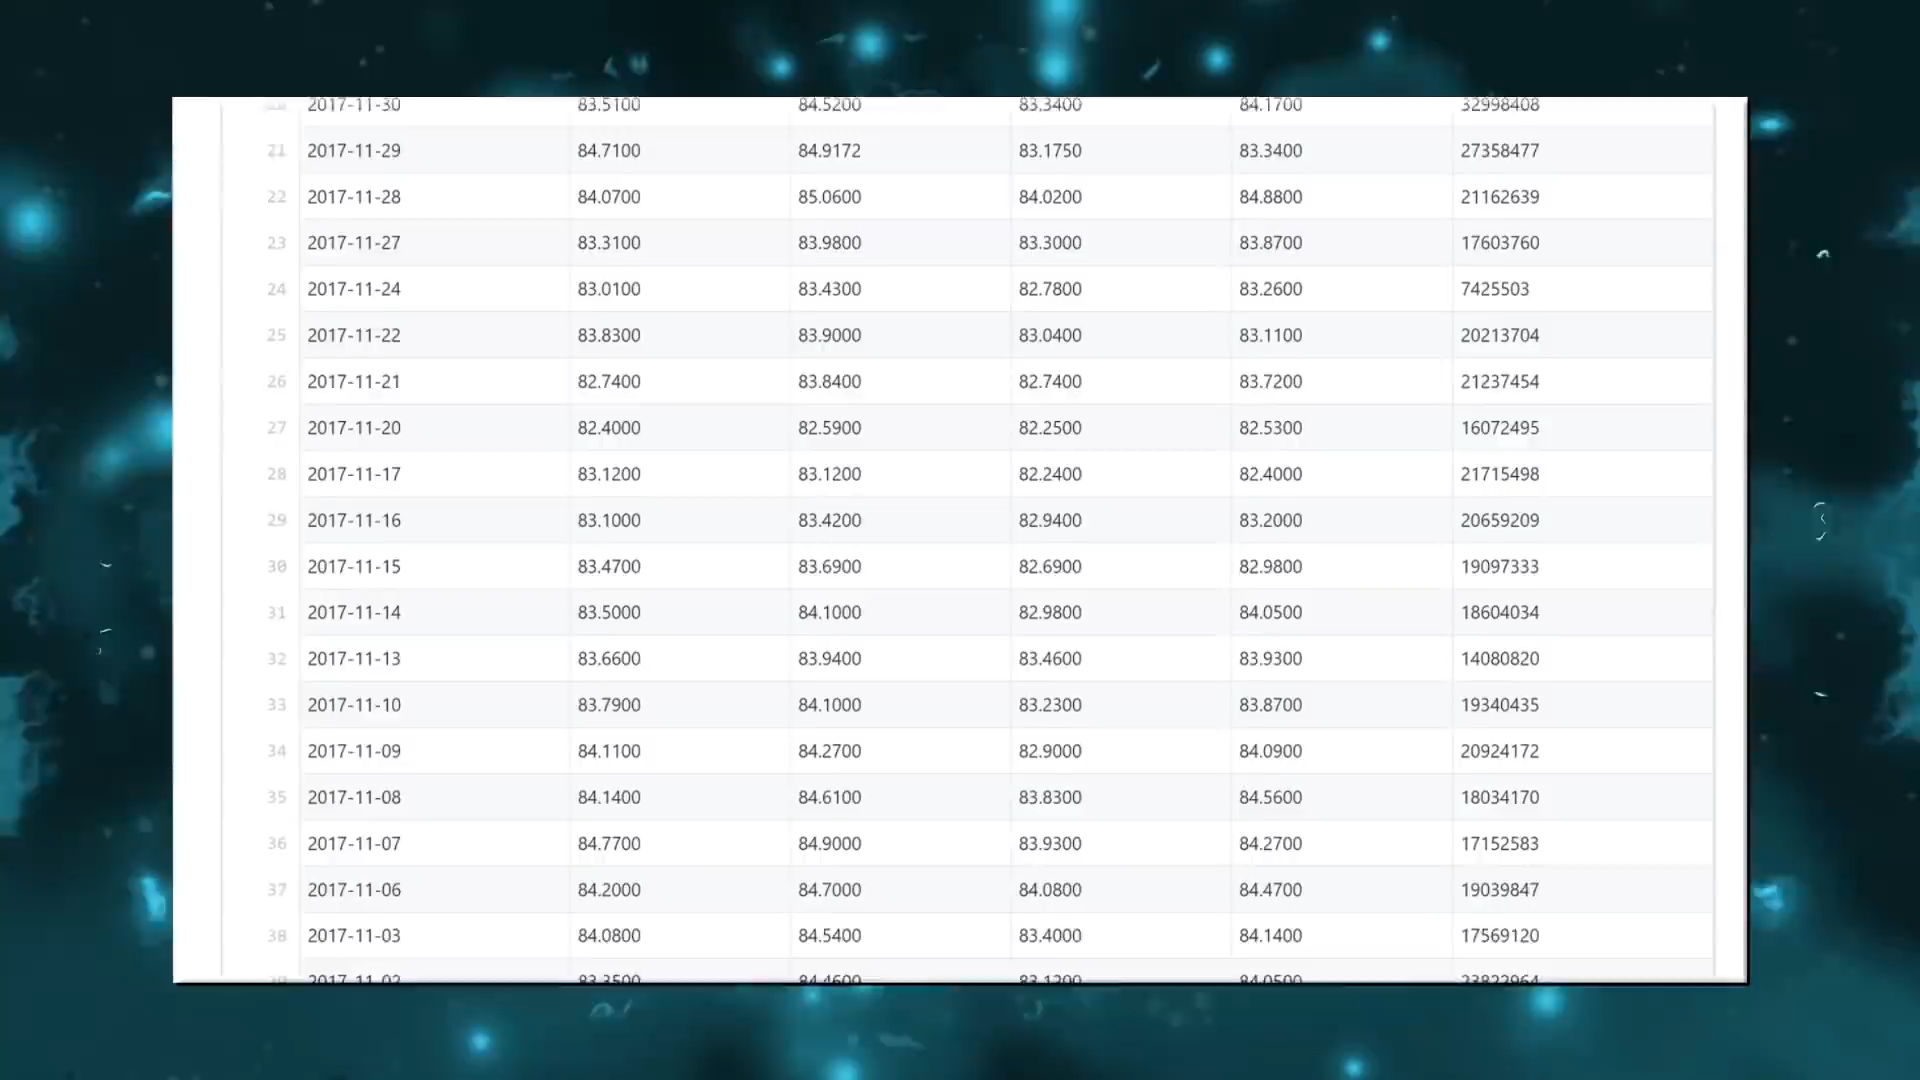 2017-11-30 83.5100 84.5200 83.3400 84.1700 32998408
21 2017-11-29 84.7100 84.9172 83.1750 83.3400 27358477
22 2017-11-28 84.0700 85.0600 84.0200 84.8800 21162639
23 2017-11-27 83.3100 83.9800 83.3000 83.8700 17603760
24 2017-11-24 83.0100 83.4300 82.7800 83.2600 7425503
25 2017-11-22 83.8300 83.9000 83.0400 83.1100 20213704
26 2017-11-21 82.7400 83.8400 82.7400 83.7200 21237454
27 2017-11-20 82.4000 82.5900 82.2500 82.5300 16072495
28 2017-11-17 83.1200 83.1200 82.2400 82.4000 21715498
29 2017-11-16 83.1000 83.4200 82.9400 83.2000 20659209
30 2017-11-15 83.4700 83.6900 82.6900 82.9800 19097333
31 2017-11-14 83.5000 84.1000 82.9800 84.0500 18604034
32 2017-11-13 83.6600 83.9400 83.4600 83.9300 14080820
33 2017-11-10 83.7900 84.1000 83.2300 83.8700 19340435
34 2017-11-09 84.1100 84.2700 82.9000 84.0900 20924172
35 2017-11-08 84.1400 84.6100 83.8300 84.5600 18034170
36 2017-11-07 84.7700 84.9000 83.9300 84.2700 17152583
37 2017-11-06 84.2000 84.7000 84.0800 84.4700 19039847
38 2017-11-03 84.0800 84.5400 83.4000 84.1400 17569120
2017-11-02 83.3500 84.4600 83.1200 84.0500 23822964